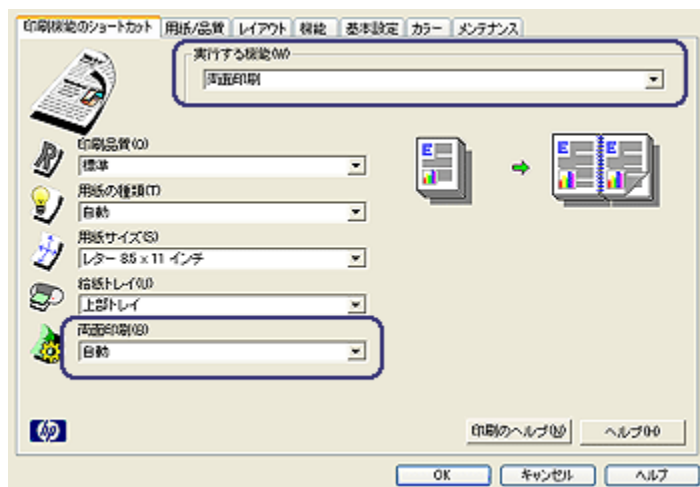 印刷機能のショートカット 用紙/品質 レイアウト 機能 基本設定 カラー メンテナンス
実行する機能(W)
両面印刷
印刷品質(Q)
標準
用紙の種類(T)
自動
用紙サイズ(S)
レター 8.5 x 11 インチ
給紙トレイ(U)
上部トレイ
両面印刷(B)
自動
E E E
hp
印刷のヘルプ(N) ヘルプ(H)
OK キャンセル ヘルプ